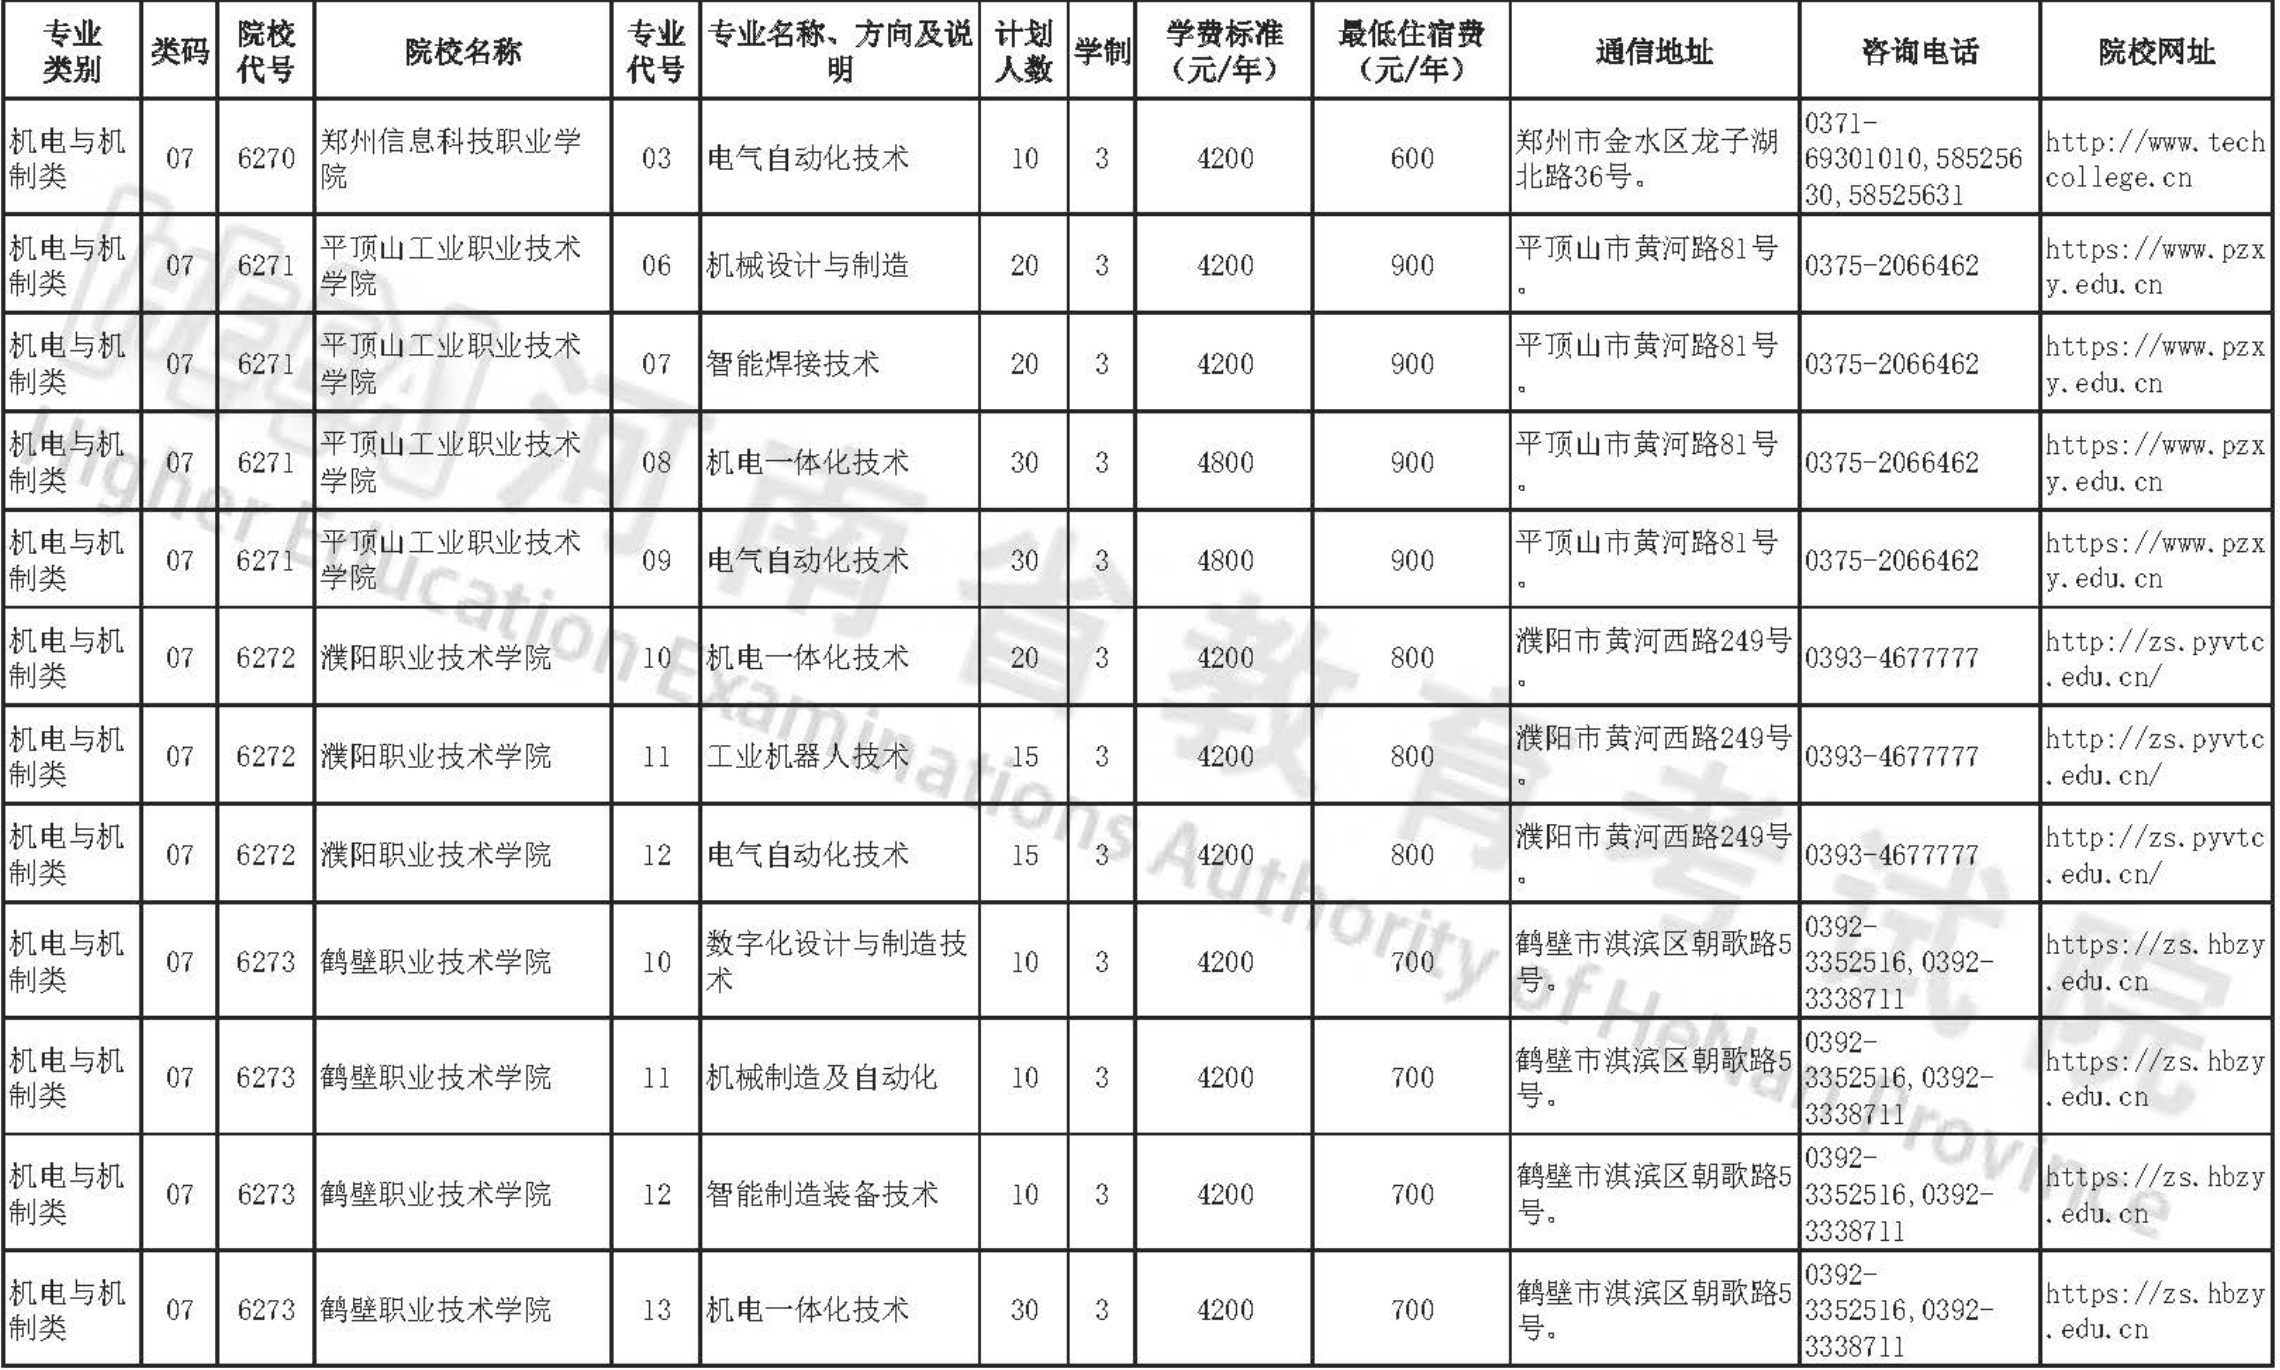 专业类别 类码 院校代号 院校名称 专业代号 专业名称、方向及说明 计划人数 学制 学费标准（元/年） 最低住宿费（元/年） 通信地址 咨询电话 院校网址
机电与机制类 07 6270 郑州信息科技职业学院 03 电气自动化技术 10 3 4200 600 郑州市金水区龙子湖北路36号。 0371-69301010,58525630,58525631 http://www.techcollege.cn
机电与机制类 07 6271 平顶山工业职业技术学院 06 机械设计与制造 20 3 4200 900 平顶山市黄河路81号。 0375-2066462 https://www.pzxy.edu.cn
机电与机制类 07 6271 平顶山工业职业技术学院 07 智能焊接技术 20 3 4200 900 平顶山市黄河路81号。 0375-2066462 https://www.pzxy.edu.cn
机电与机制类 07 6271 平顶山工业职业技术学院 08 机电一体化技术 30 3 4800 900 平顶山市黄河路81号。 0375-2066462 https://www.pzxy.edu.cn
机电与机制类 07 6271 平顶山工业职业技术学院 09 电气自动化技术 30 3 4800 900 平顶山市黄河路81号。 0375-2066462 https://www.pzxy.edu.cn
机电与机制类 07 6272 濮阳职业技术学院 10 机电一体化技术 20 3 4200 800 濮阳市黄河西路249号。 0393-4677777 http://zs.pyvtc.edu.cn/
机电与机制类 07 6272 濮阳职业技术学院 11 工业机器人技术 15 3 4200 800 濮阳市黄河西路249号。 0393-4677777 http://zs.pyvtc.edu.cn/
机电与机制类 07 6272 濮阳职业技术学院 12 电气自动化技术 15 3 4200 800 濮阳市黄河西路249号。 0393-4677777 http://zs.pyvtc.edu.cn/
机电与机制类 07 6273 鹤壁职业技术学院 10 数字化设计与制造技术 10 3 4200 700 鹤壁市淇滨区朝歌路5号。 0392-3352516,0392-3338711 https://zs.hbzy.edu.cn
机电与机制类 07 6273 鹤壁职业技术学院 11 机械制造及自动化 10 3 4200 700 鹤壁市淇滨区朝歌路5号。 0392-3352516,0392-3338711 https://zs.hbzy.edu.cn
机电与机制类 07 6273 鹤壁职业技术学院 12 智能制造装备技术 10 3 4200 700 鹤壁市淇滨区朝歌路5号。 0392-3352516,0392-3338711 https://zs.hbzy.edu.cn
机电与机制类 07 6273 鹤壁职业技术学院 13 机电一体化技术 30 3 4200 700 鹤壁市淇滨区朝歌路5号。 0392-3352516,0392-3338711 https://zs.hbzy.edu.cn
河南省教育考试院
Higher Education Examinations Authority of HeNan Province